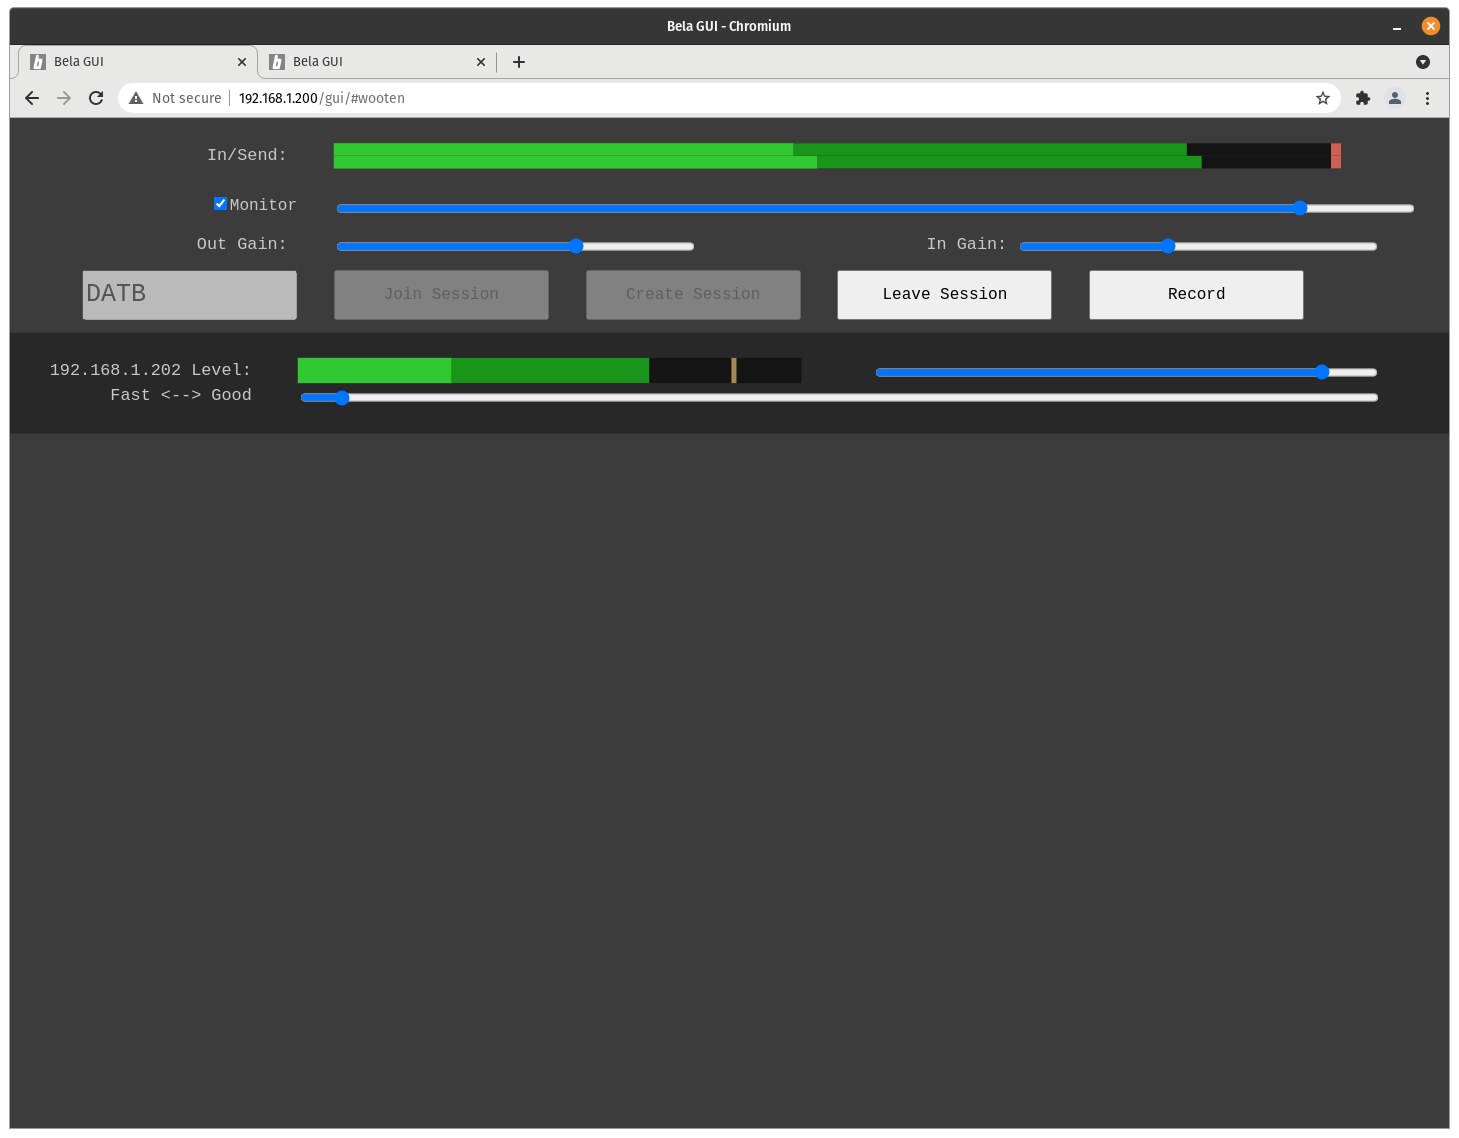 Bela GUI - Chromium
Bela GUI
Bela GUI
Not secure 192.168.1.200/gui/#wooten
In/Send:
Monitor
Out Gain: In Gain:
DATB Join Session Create Session Leave Session Record
192.168.1.202 Level:
Fast <--> Good